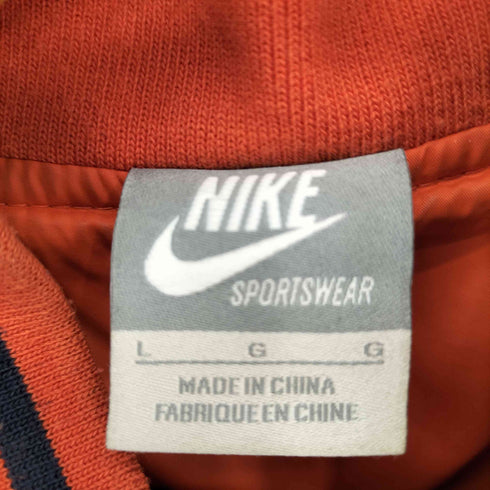 NIKE
SPORTSWEAR
L G G
MADE IN CHINA
FABRIQUE EN CHINE